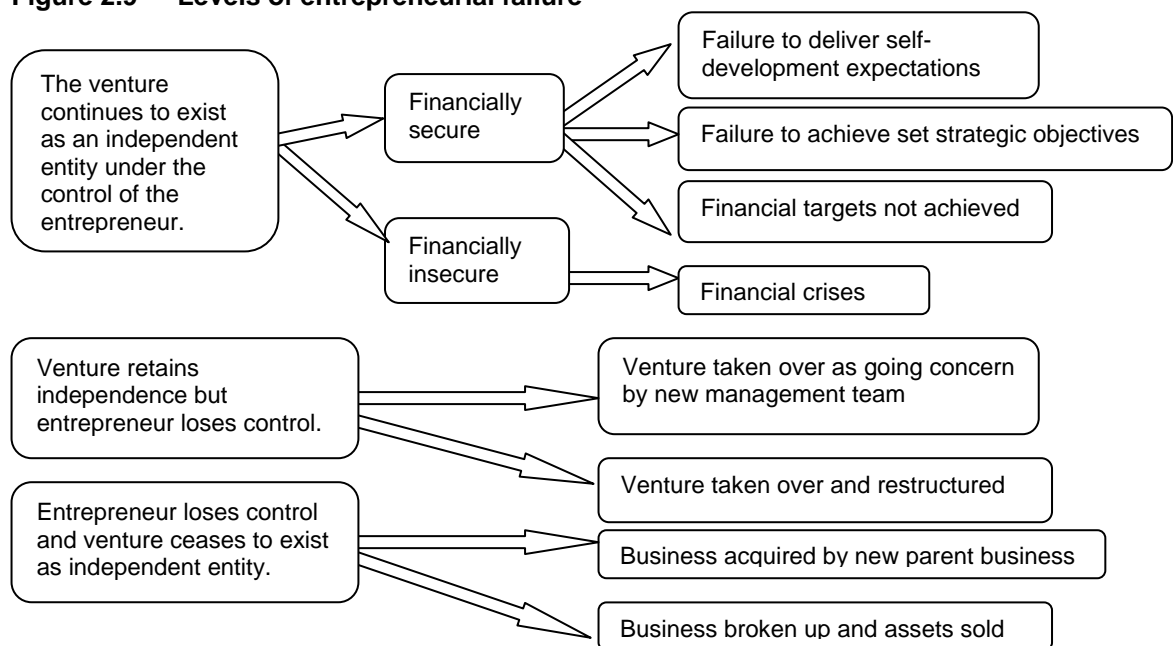 Figure Levels of entrepreneurial failure
The venture
continues to exist
as an independent
entity under the
control of the
entrepreneur.
Financially
secure
Financially
insecure
Failure to deliver self-
development expectations
Failure to achieve set strategic objectives
Financial targets not achieved
Financial crises
Venture retains
independence but
entrepreneur loses control.
Venture taken over as going concern
by new management team
Venture taken over and restructured
Entrepreneur loses control
and venture ceases to exist
as independent entity.
Business acquired by new parent business
Business broken up and assets sold